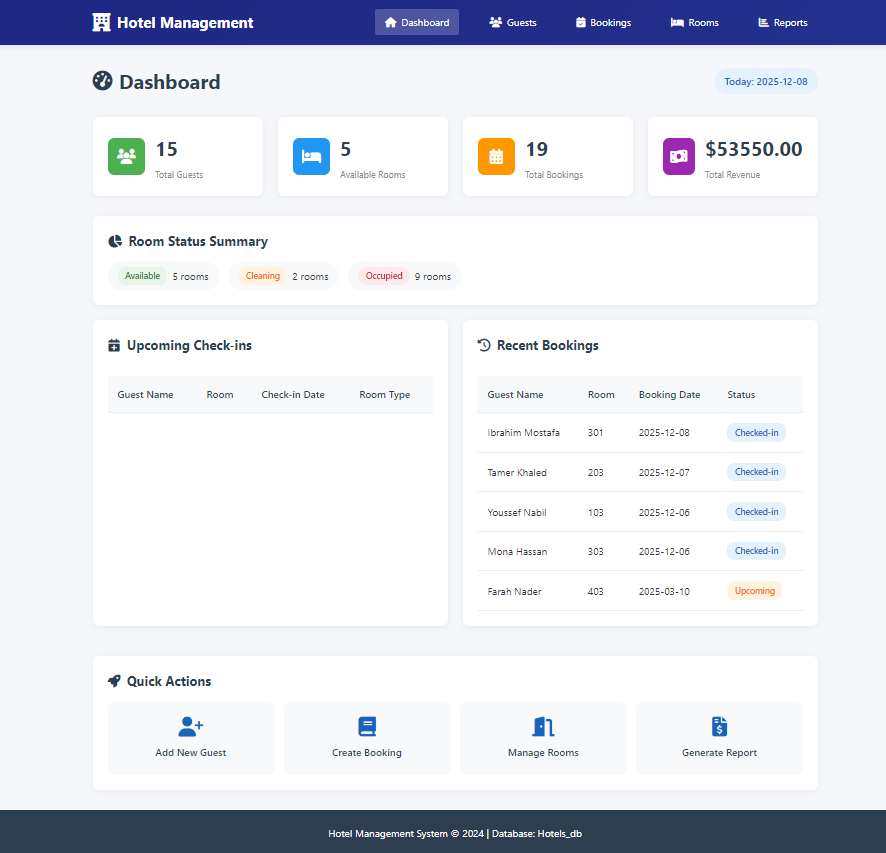 Hotel Management
Dashboard Guests Bookings Rooms Reports
Dashboard
Today: 2025-12-08
15
Total Guests
5
Available Rooms
19
Total Bookings
$53550.00
Total Revenue
Room Status Summary
Available 5 rooms Cleaning 2 rooms Occupied 9 rooms
Upcoming Check-ins
Guest Name Room Check-in Date Room Type
Recent Bookings
Guest Name Room Booking Date Status
Ibrahim Mostafa 301 2025-12-08 Checked-in
Tamer Khaled 203 2025-12-07 Checked-in
Youssef Nabil 103 2025-12-06 Checked-in
Mona Hassan 303 2025-12-06 Checked-in
Farah Nader 403 2025-03-10 Upcoming
Quick Actions
Add New Guest
Create Booking
Manage Rooms
Generate Report
Hotel Management System © 2024 | Database: Hotels_db